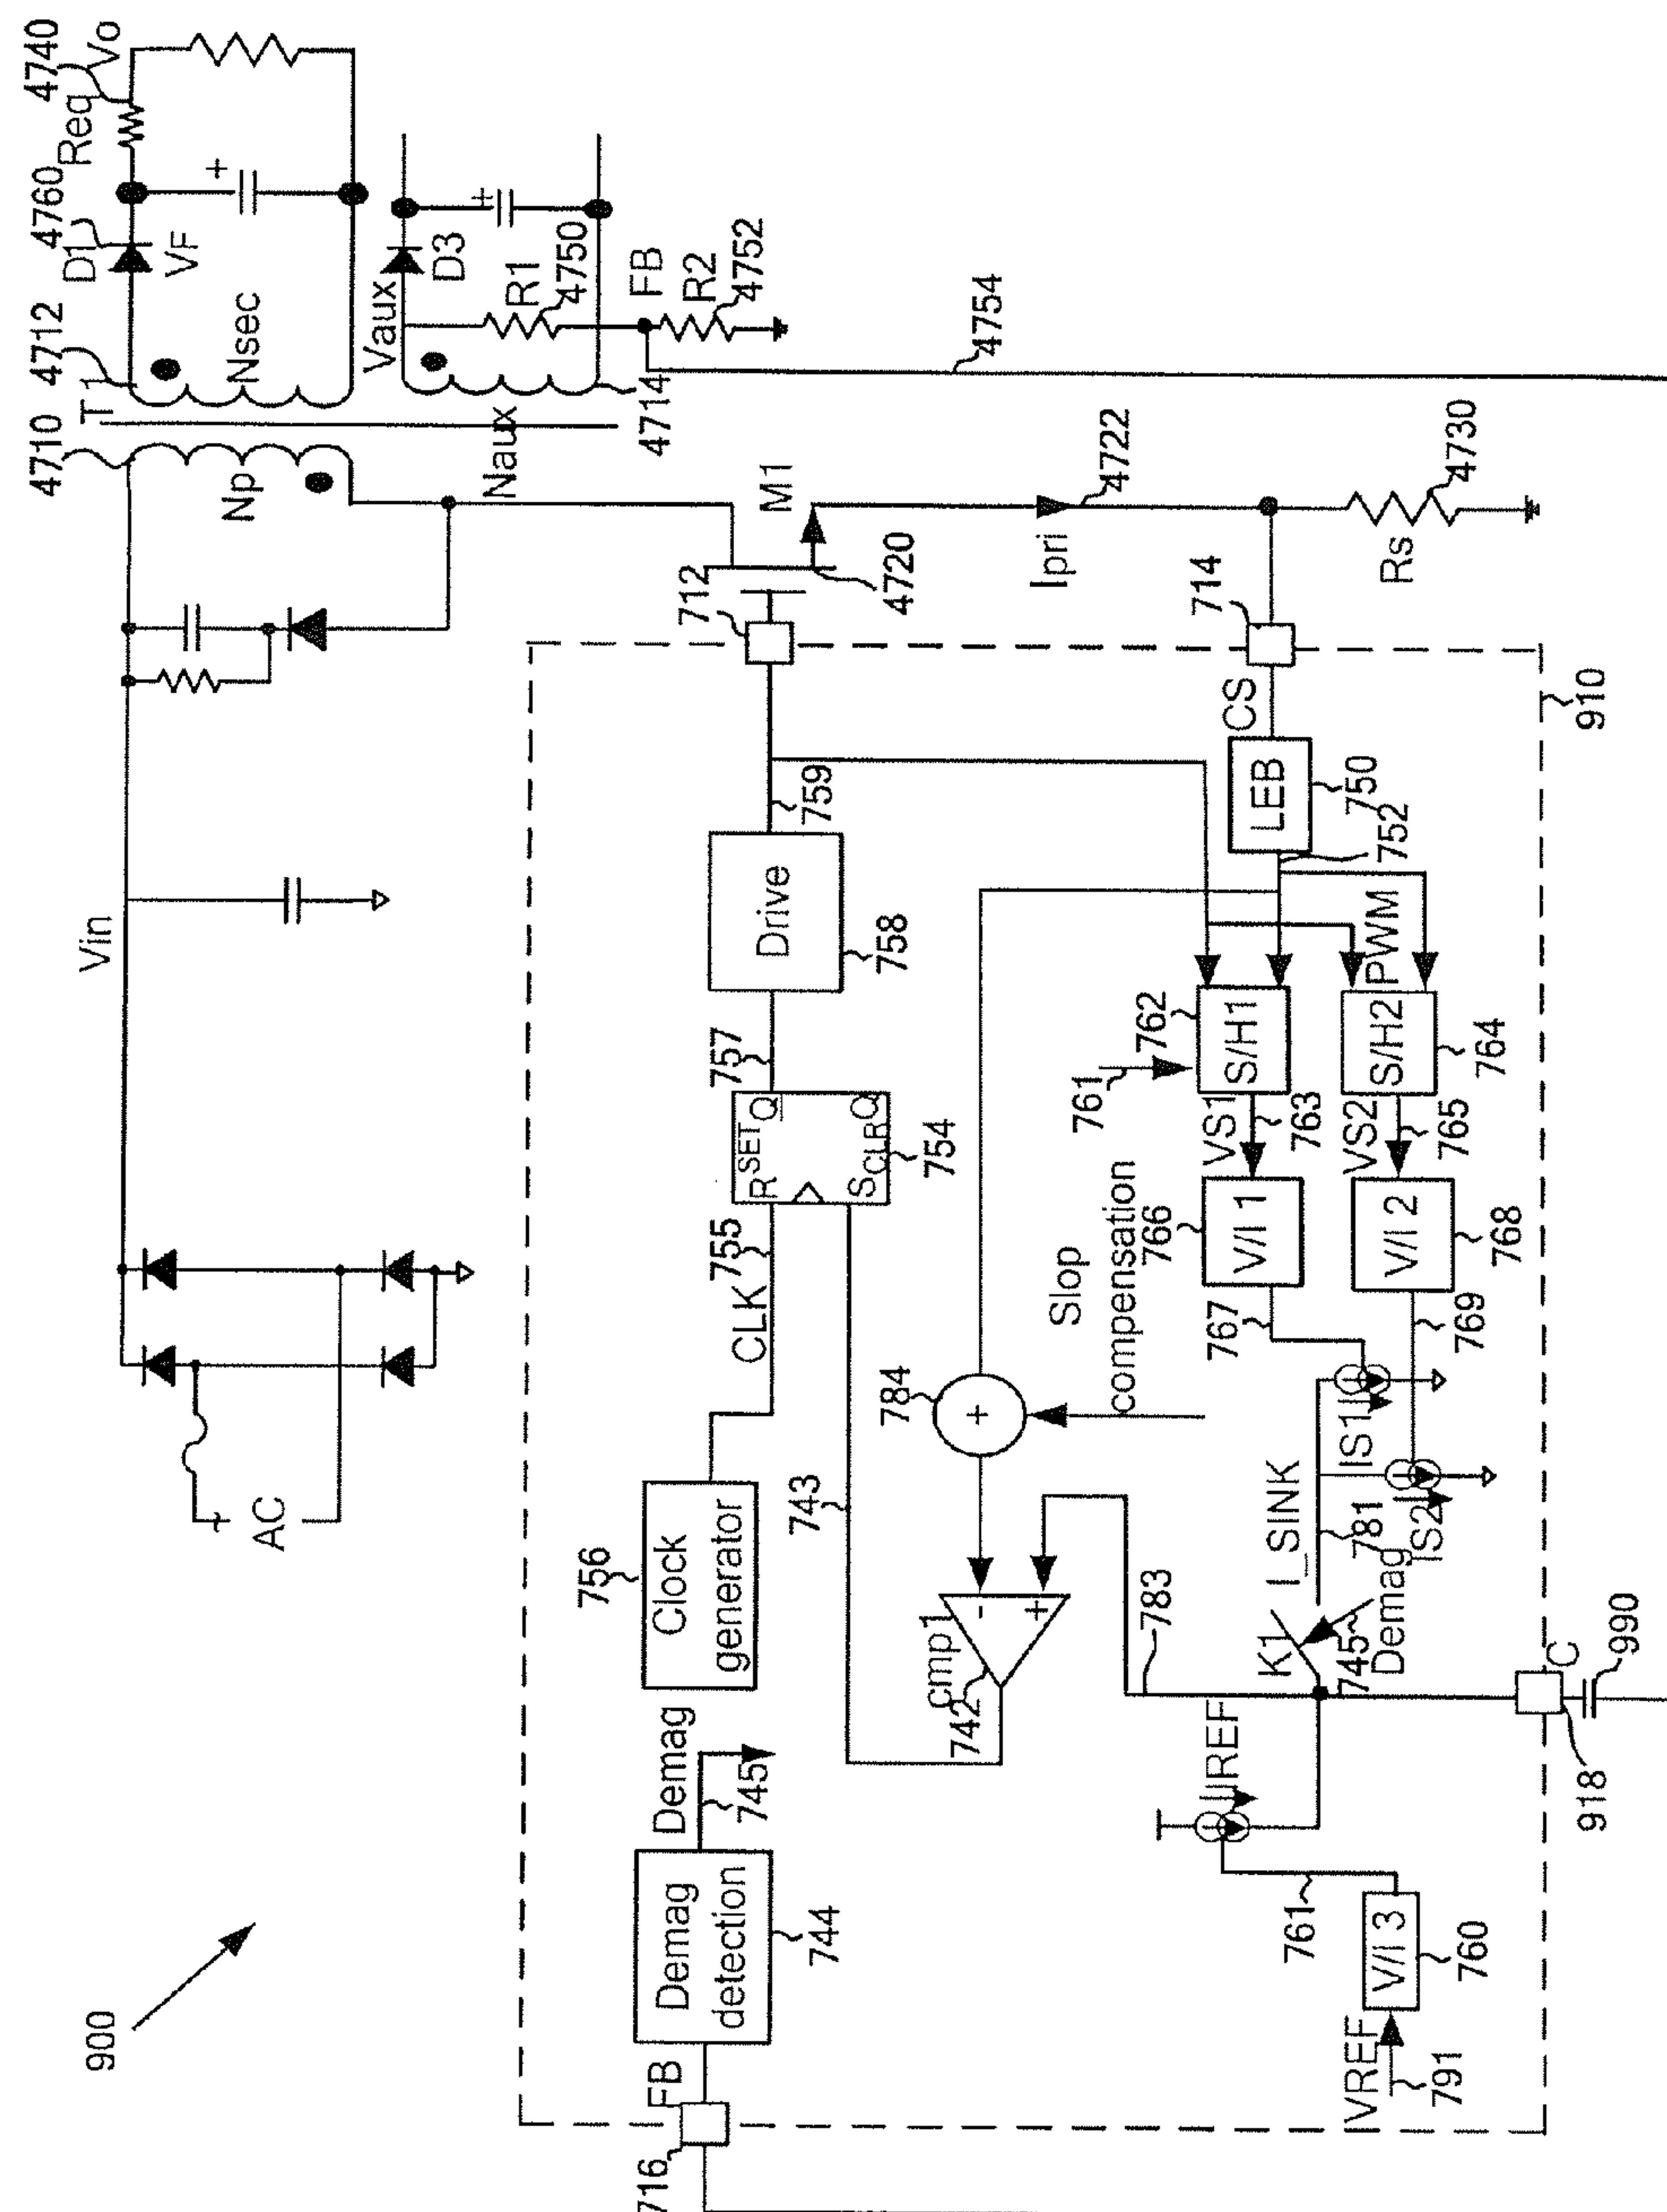 900
716
FB
Demag
detection
744
Demag
745
756
Clock
generator
CLK
755
R
SET
Q
S
CLR
Q
754
757
Drive
758
759
712
743
cmp1
742
-
+
784
+
Slop
compensation
783
VREF
791
V/I 3
760
761
IREF
K1
745
Demag
I_SINK
781
IS1
IS2
767
769
V/I 1
766
V/I 2
768
VS1
763
VS2
765
761
S/H1
762
S/H2
764
PWM
LEB
750
752
CS
714
910
918
C
990
AC
Vin
4710
T1
4712
Np
Nsec
Naux
4714
D1
4760
VF
Req
4740
Vo
+
Vaux
D3
+
R1
4750
FB
R2
4752
4754
M1
4720
Ipri
4722
Rs
4730